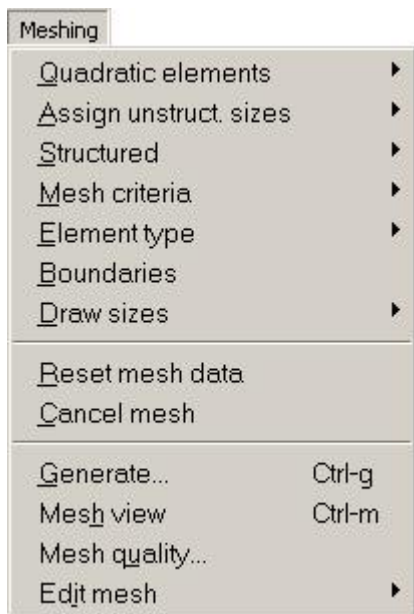 Meshing
Quadratic elements
Assign unstruct. sizes
Structured
Mesh criteria
Element type
Boundaries
Draw sizes
Reset mesh data
Cancel mesh
Generate... Ctrl-g
Mesh view Ctrl-m
Mesh quality...
Edit mesh